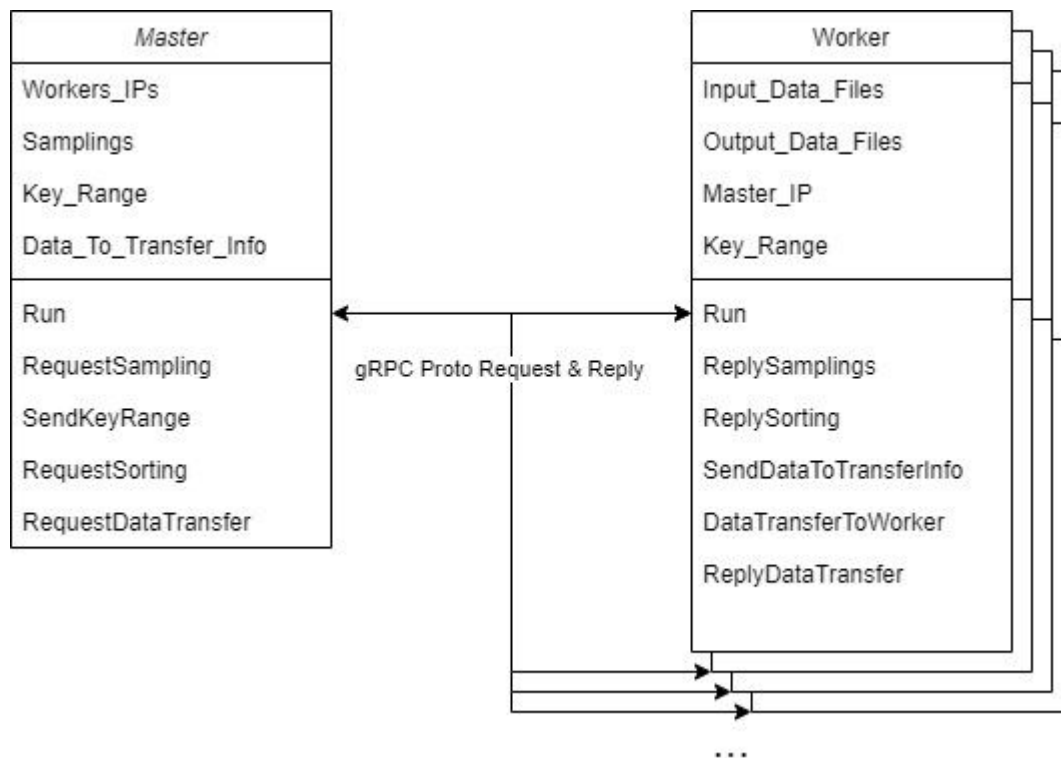 Master
Workers_IPs
Samplings
Key_Range
Data_To_Transfer_Info
Run
RequestSampling
SendKeyRange
RequestSorting
RequestDataTransfer
gRPC Proto Request & Reply
Worker
Input_Data_Files
Output_Data_Files
Master_IP
Key_Range
Run
ReplySamplings
ReplySorting
SendDataToTransferInfo
DataTransferToWorker
ReplyDataTransfer
...